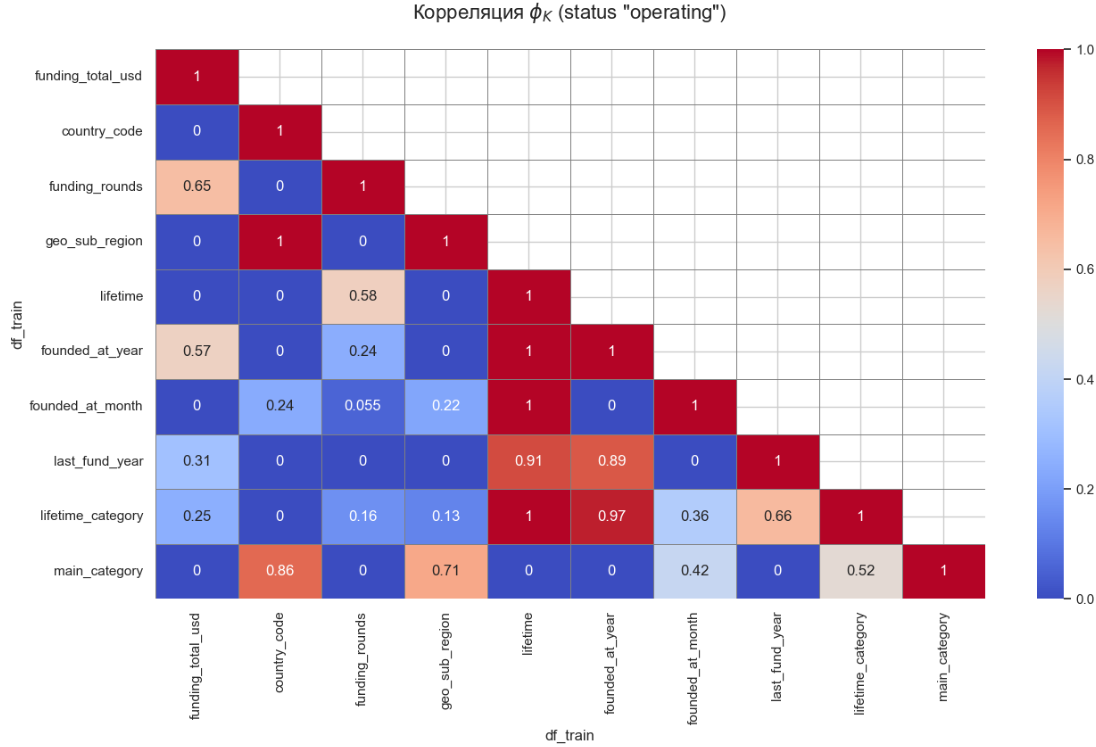 Корреляция ϕK (status "operating")
funding_total_usd 1
country_code 0 1
funding_rounds 0.65 0 1
geo_sub_region 0 1 0 1
lifetime 0 0 0.58 0 1
founded_at_year 0.57 0 0.24 0 1 1
founded_at_month 0 0.24 0.055 0.22 1 0 1
last_fund_year 0.31 0 0 0 0.91 0.89 0 1
lifetime_category 0.25 0 0.16 0.13 1 0.97 0.36 0.66 1
main_category 0 0.86 0 0.71 0 0 0.42 0 0.52 1
df_train
funding_total_usd
country_code
funding_rounds
geo_sub_region
lifetime
founded_at_year
founded_at_month
last_fund_year
lifetime_category
main_category
df_train
1.0
0.8
0.6
0.4
0.2
0.0